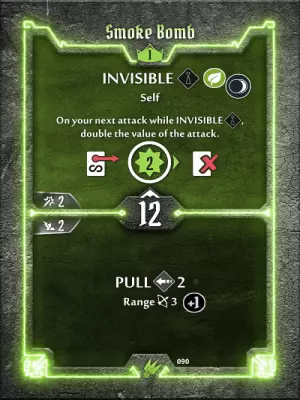 Smoke Bomb
1
INVISIBLE
Self
On your next attack while INVISIBLE ,
double the value of the attack.
S 2
2
12
2
PULL 2
Range 3 +1
090